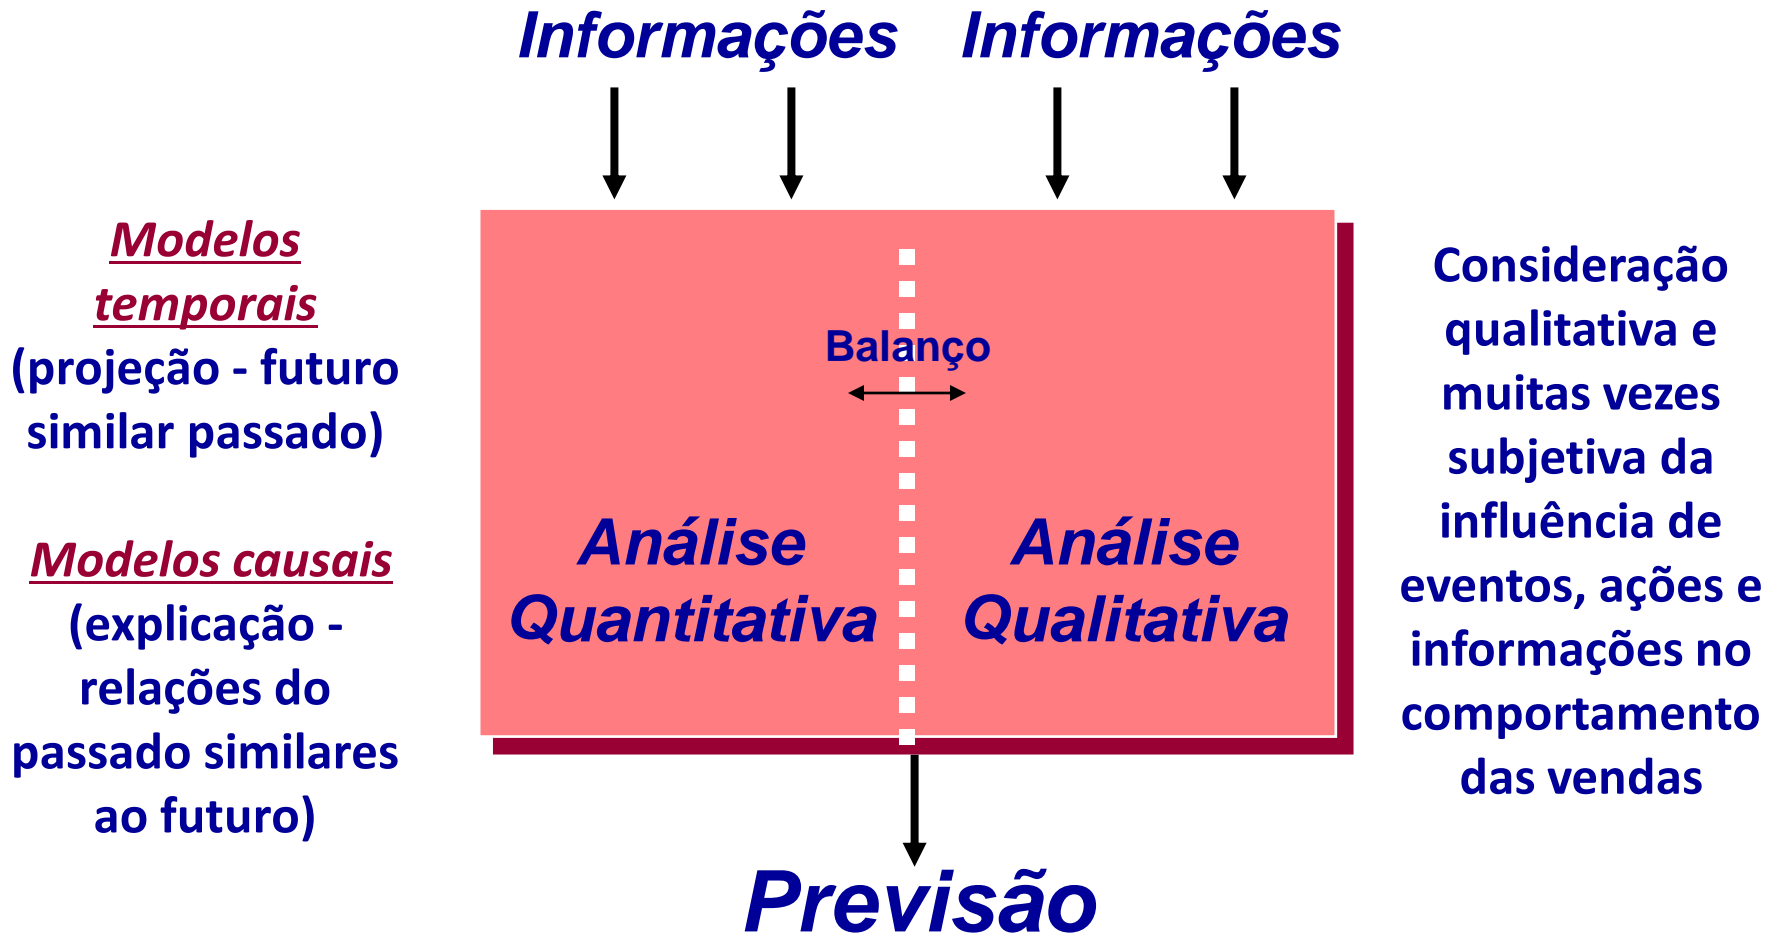 Informações
Informações
Modelos
temporais
(projeção - futuro
similar passado)
Modelos causais
(explicação -
relações do
passado similares
ao futuro)
Balanço
Análise
Quantitativa
Análise
Qualitativa
Consideração
qualitativa e
muitas vezes
subjetiva da
influência de
eventos, ações e
informações no
comportamento
das vendas
Previsão